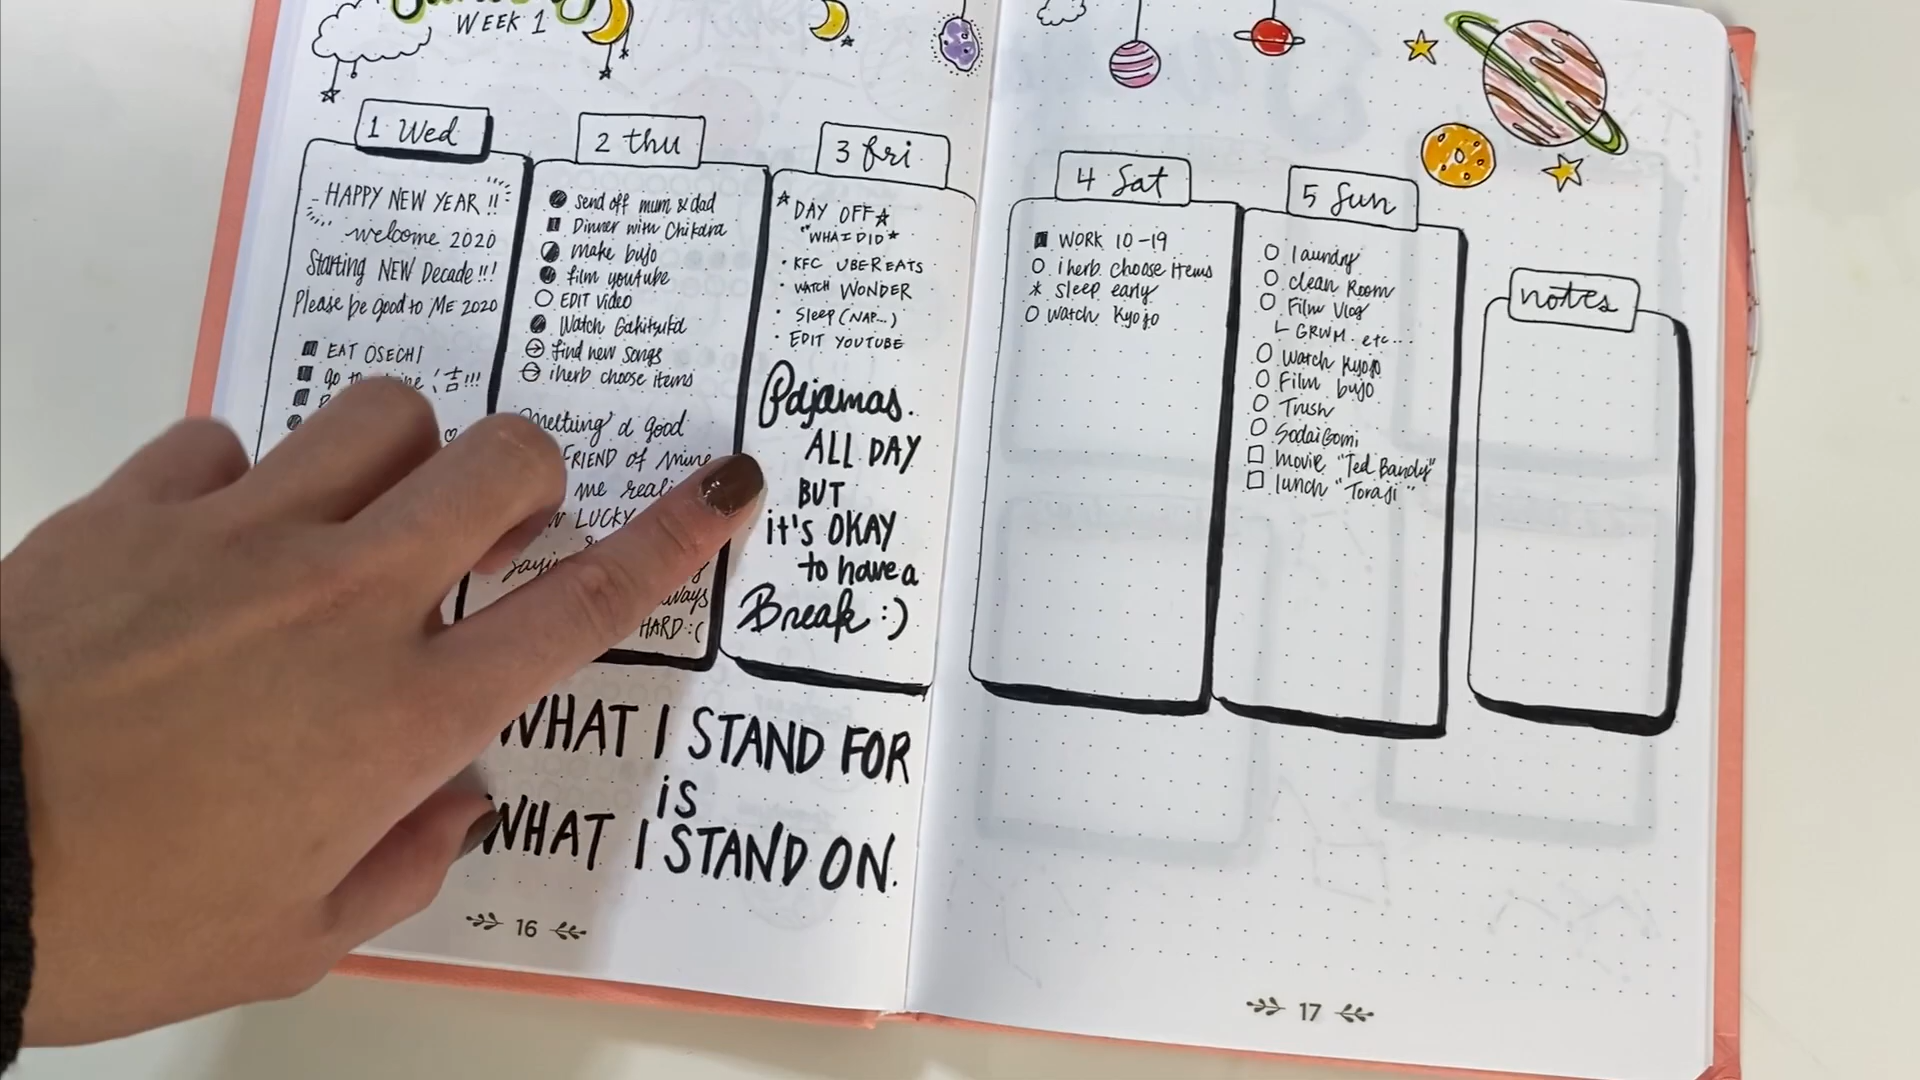 WEEK 1
1 Wed
HAPPY NEW YEAR !!
welcome 2020
Starting NEW Decade!!!
Please be good to ME 2020
EAT OSECHI
go to 吉!!!
2 thu
send off mum & dad
Dinner with Chikara
make bujo
film youtube
EDIT video
Watch Gakitsuka
find new songs
iherb choose items
a good
FRIEND OF mine
me
LUCKY
HARD :(
3 fri
DAY OFF
"WHAT I DID"
KFC UBEREATS
WATCH WONDER
Sleep (NAP...)
EDIT YOUTUBE
Pajamas.
ALL DAY
BUT
it's OKAY
to have a
Break :)
WHAT I STAND FOR
is
WHAT I STAND ON.
16
4 Sat
WORK 10-19
iherb choose items
* sleep early
watch Kyojo
5 Sun
laundry
clean Room
Film Vlog
GRWM. etc...
Watch Kyojo
Film bujo
Trush
SodaiGomi
movie "Ted Bandy"
lunch "Toraji"
notes
17